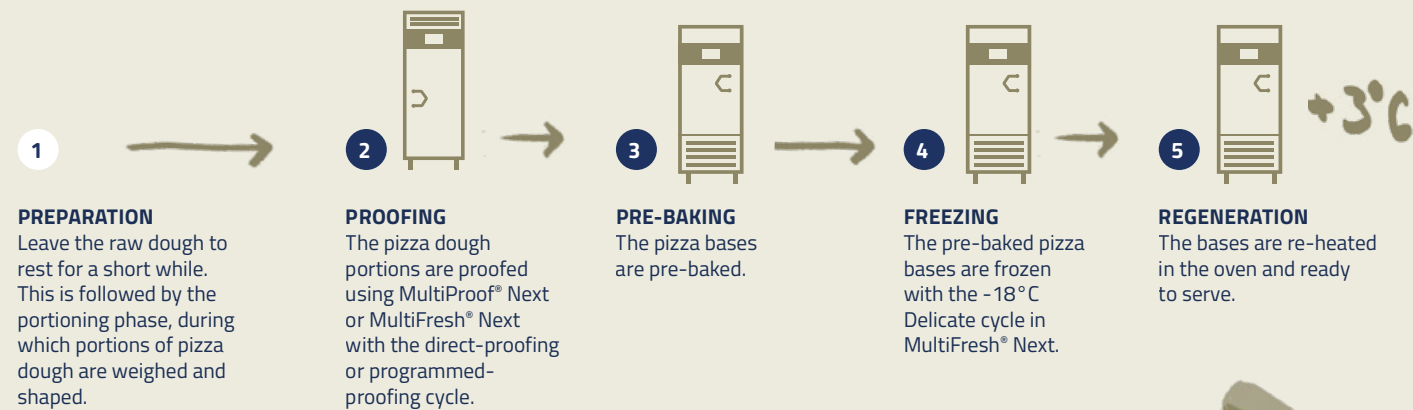 1
PREPARATION
Leave the raw dough to
rest for a short while.
This is followed by the
portioning phase, during
which portions of pizza
dough are weighed and
shaped.
2
PROOFING
The pizza dough
portions are proofed
using MultiProof® Next
or MultiFresh® Next
with the direct-proofing
or programmed-
proofing cycle.
3
PRE-BAKING
The pizza bases
are pre-baked.
4
FREEZING
The pre-baked pizza
bases are frozen
with the -18°C
Delicate cycle in
MultiFresh® Next.
5
+3°C
REGENERATION
The bases are re-heated
in the oven and ready
to serve.